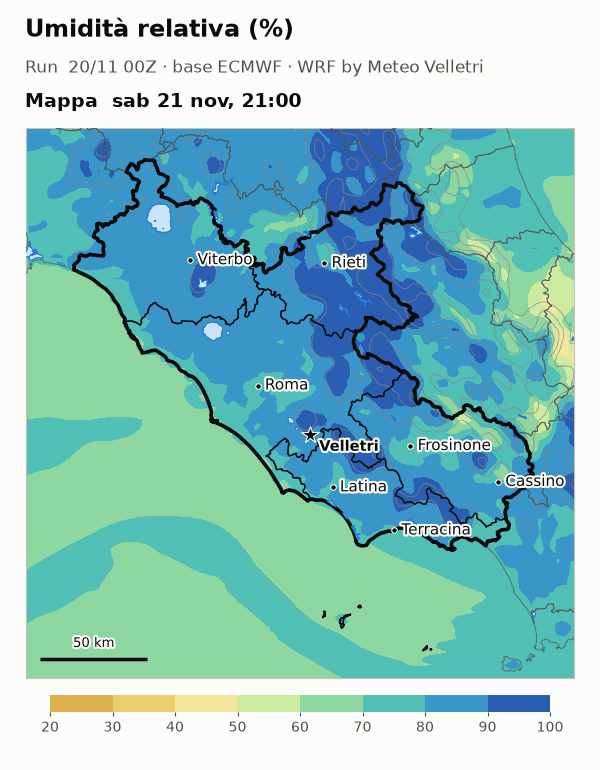 Umidità relativa (%)
Run  20/11 00Z · base ECMWF · WRF by Meteo Velletri
Mappa  sab 21 nov, 21:00
Viterbo
Rieti
Roma
Velletri
Frosinone
Latina
Cassino
Terracina
50 km
20 30 40 50 60 70 80 90 100